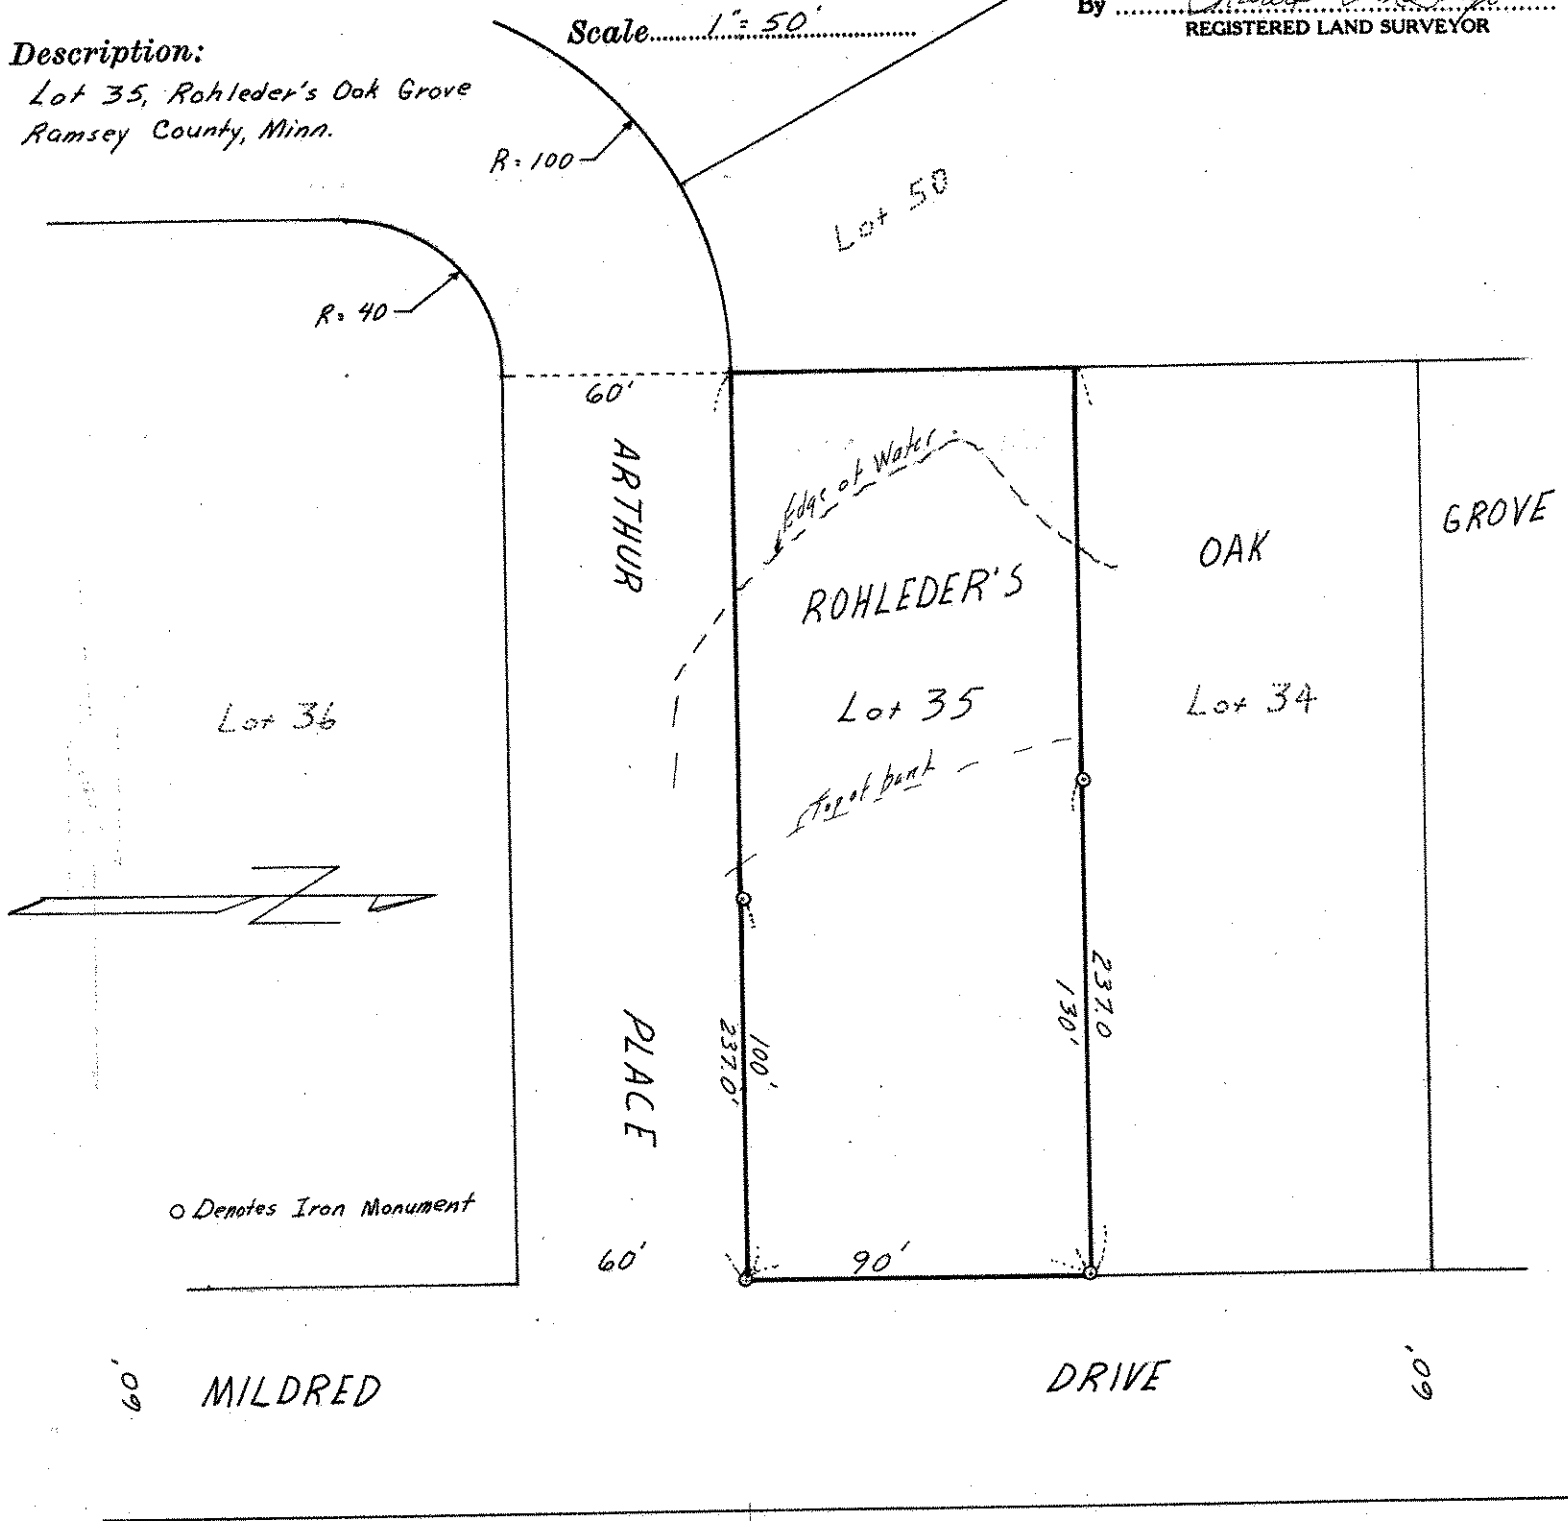 Scale 1"= 50'
By
REGISTERED LAND SURVEYOR
Description:
Lot 35, Rohleder's Oak Grove
Ramsey County, Minn.
R = 100
Lot 50
R = 40
60'
ARTHUR
Edge of Water
GROVE
OAK
ROHLEDER'S
Lot 36
Lot 35
Lot 34
Top of bank
Z
237.0
130'
100'
237.0'
PLACE
O Denotes Iron Monument
60'
90'
60'
MILDRED
DRIVE
60'